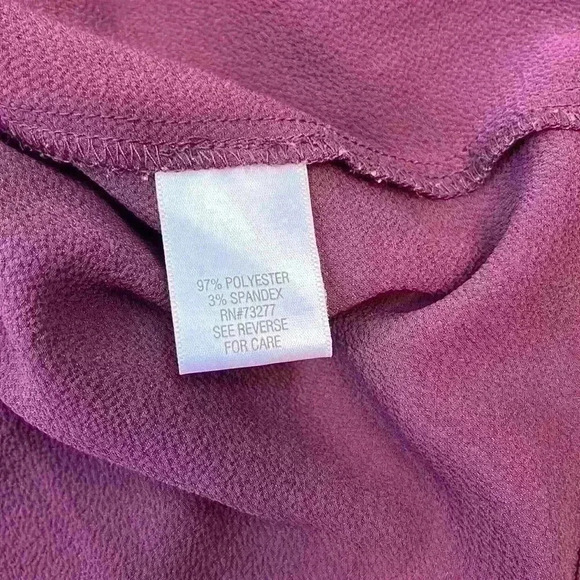 97% POLYESTER
3% SPANDEX
RN#73277
SEE REVERSE
FOR CARE